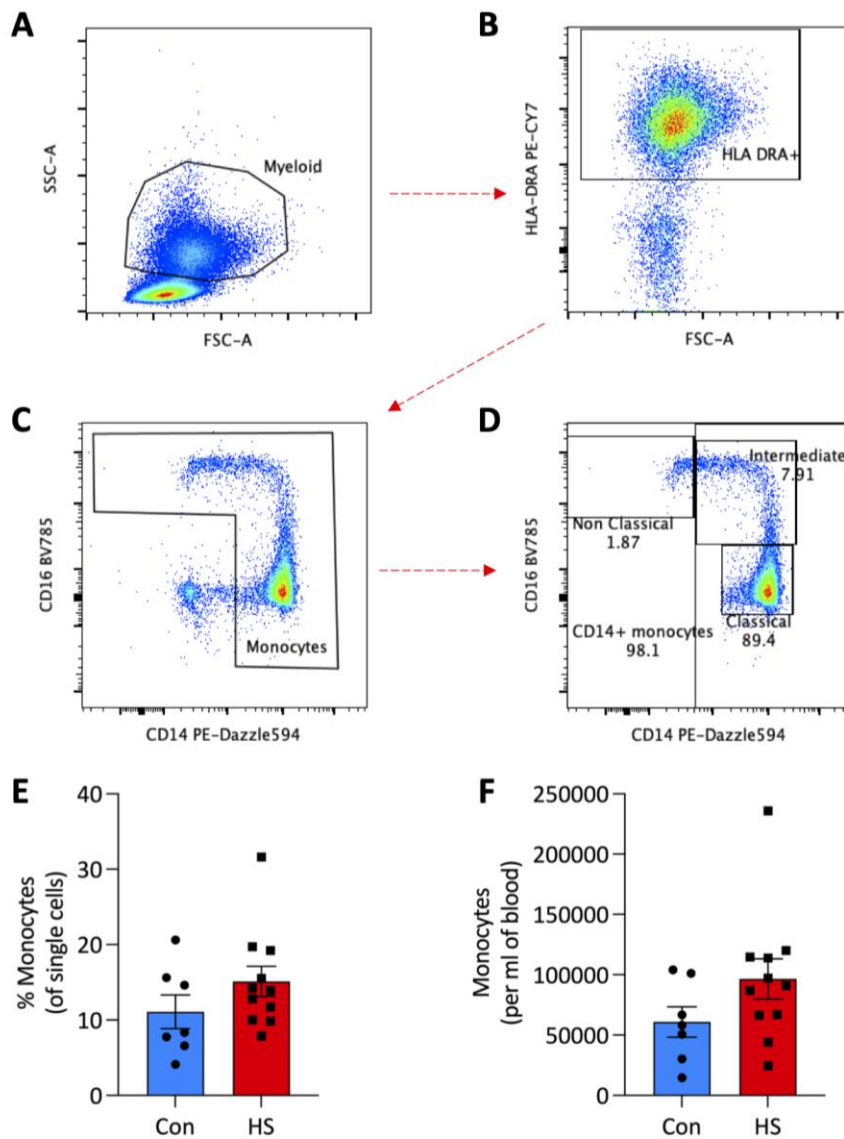 A
SSC-A
Myeloid
FSC-A
B
HLA-DRA PE-CY7
HLA DRA+
FSC-A
C
CD16 BV785
Monocytes
CD14 PE-Dazzle594
D
CD16 BV785
Intermediate
7.91
Non Classical
1.87
Classical
89.4
CD14+ monocytes
98.1
CD14 PE-Dazzle594
E
% Monocytes
(of single cells)
40
30
20
10
0
Con
HS
F
Monocytes
(per ml of blood)
250000
200000
150000
100000
50000
0
Con
HS